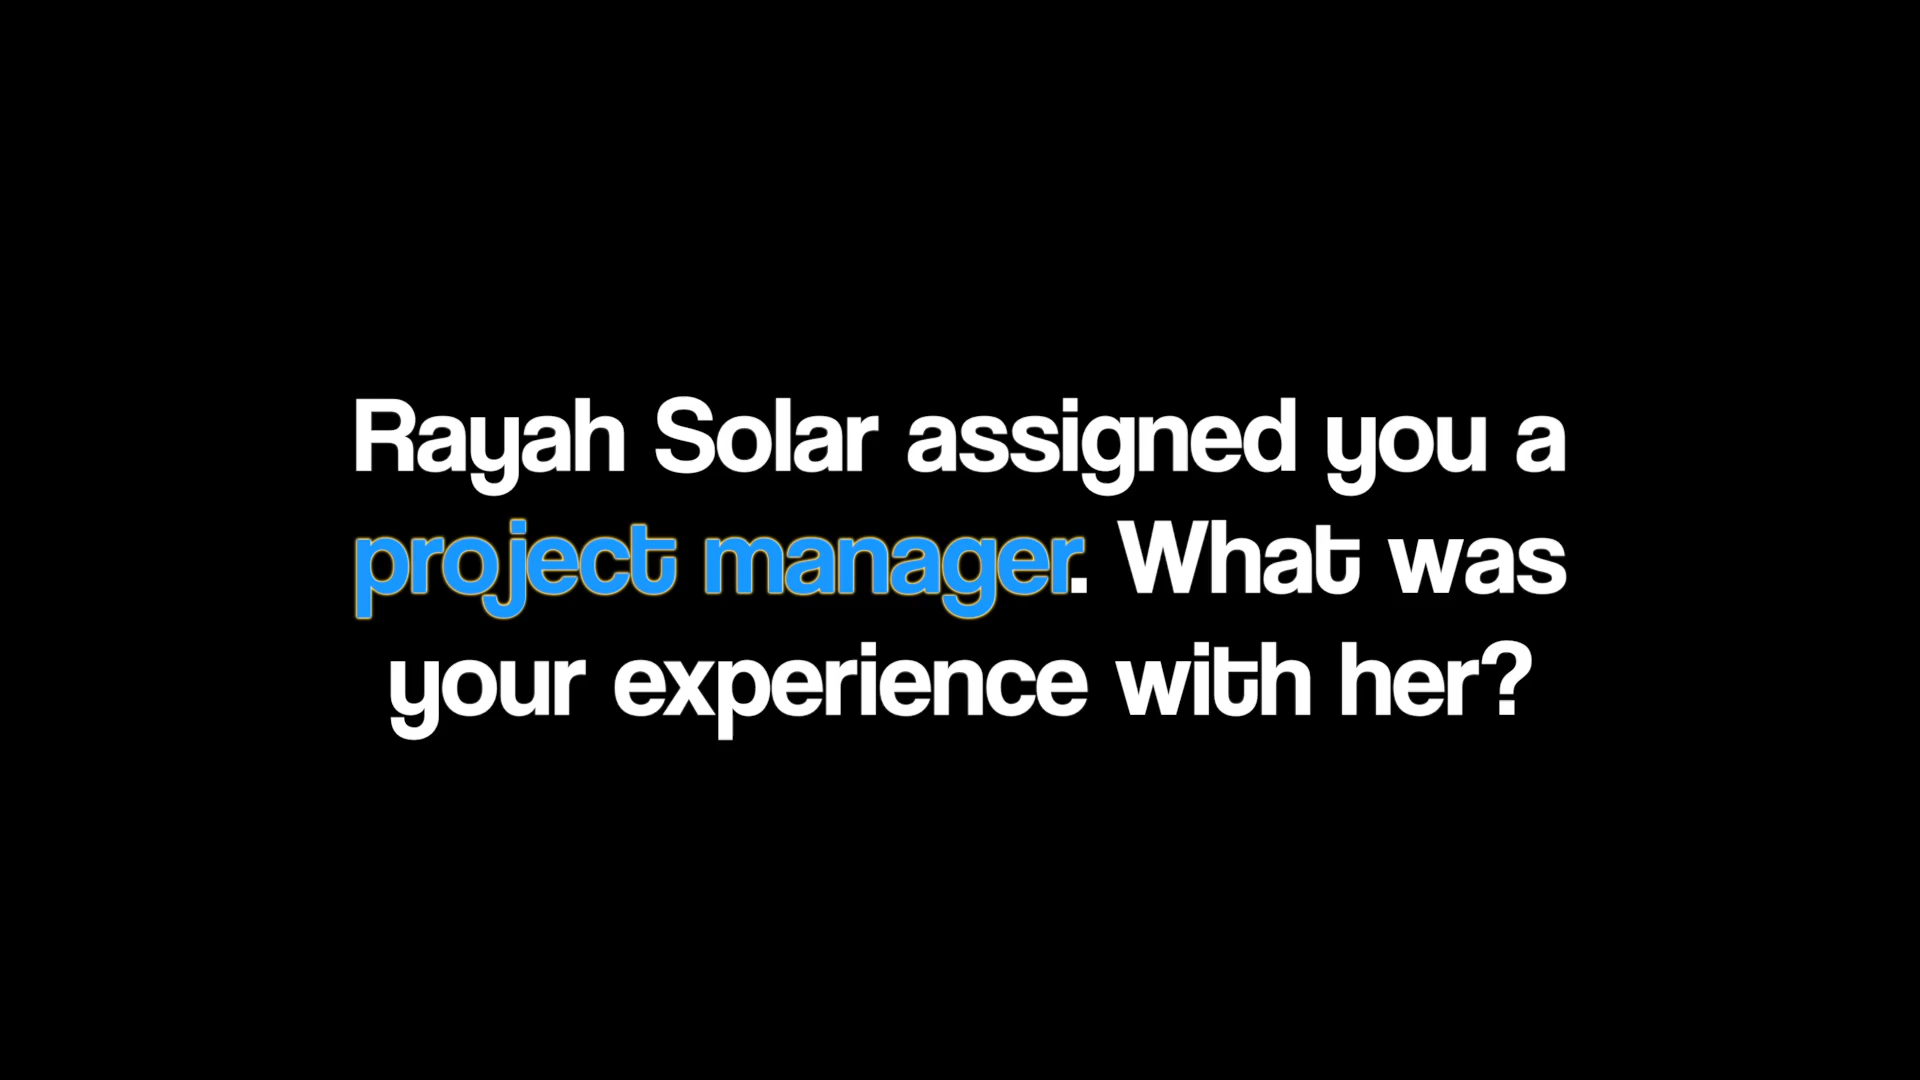 Rayah Solar assigned you a
project manager. What was
your experience with her?